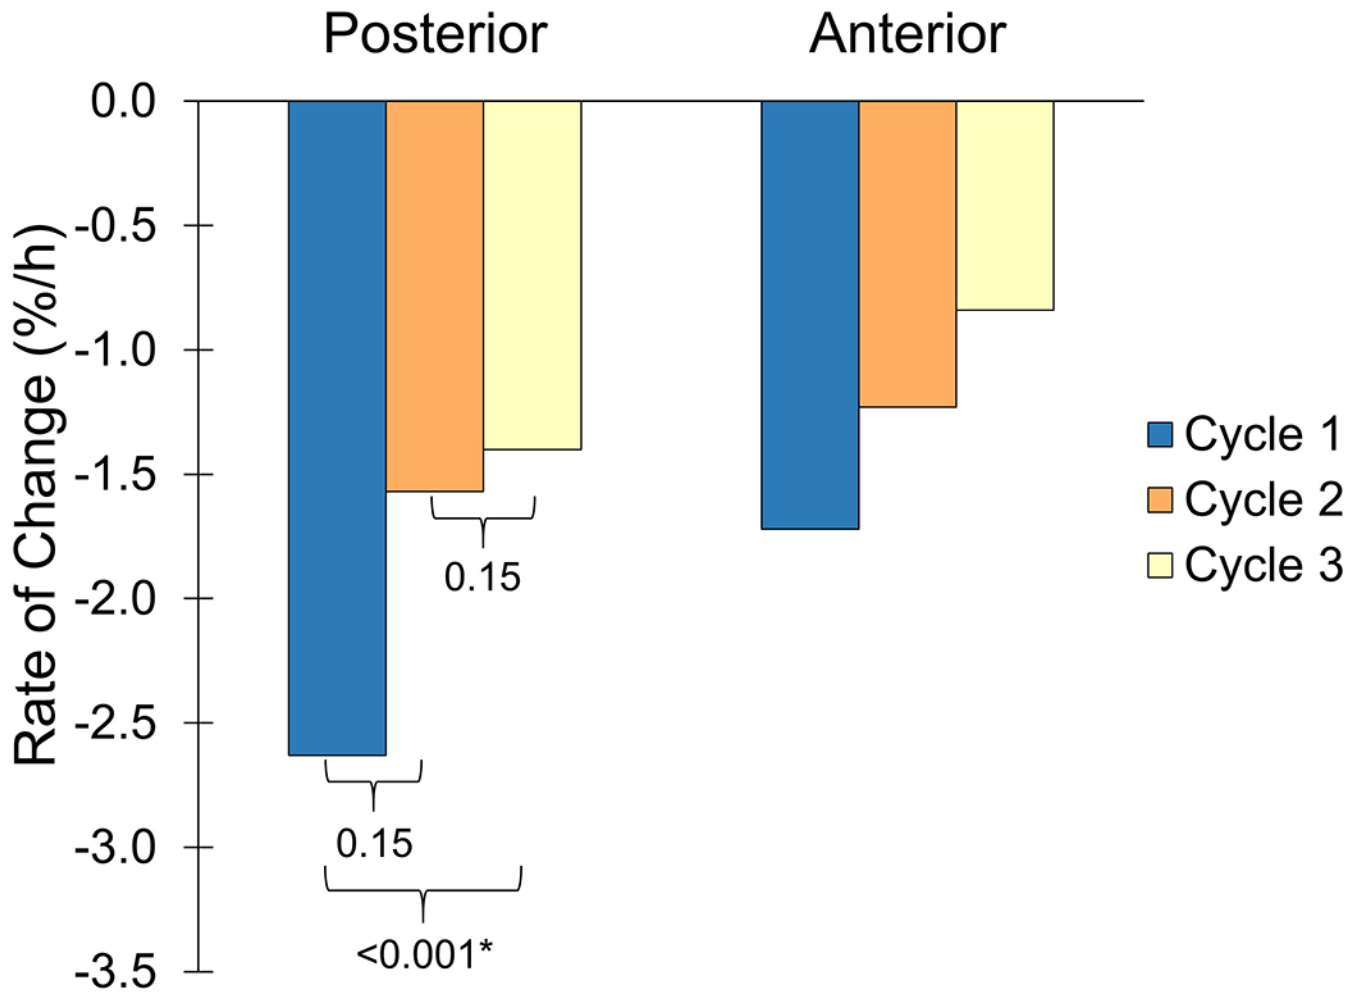 Posterior
Anterior
0.0
-0.5
-1.0
-1.5
-2.0
-2.5
-3.0
-3.5
Rate of Change (%/h)
0.15
0.15
<0.001*
Cycle 1
Cycle 2
Cycle 3